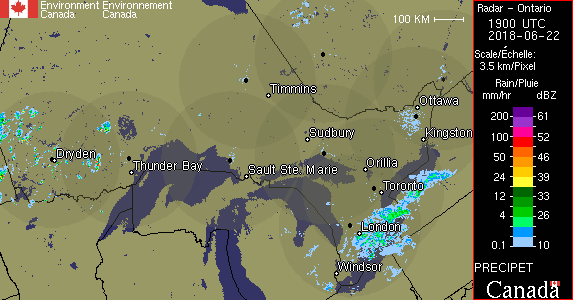 Environment Environnement
Canada Canada
100 KM
Timmins
Ottawa
Sudbury
Kingston
Dryden
Thunder Bay
Sault Ste. Marie
Orillia
Toronto
London
Windsor
Radar - Ontario
1900 UTC
2018-06-22
Scale/Échelle:
3.5 km/Pixel
Rain/Pluie
mm/hr dBZ
200 61
100 52
50 46
24 39
12 33
4 26
0.1 10
PRECIPET
Canada